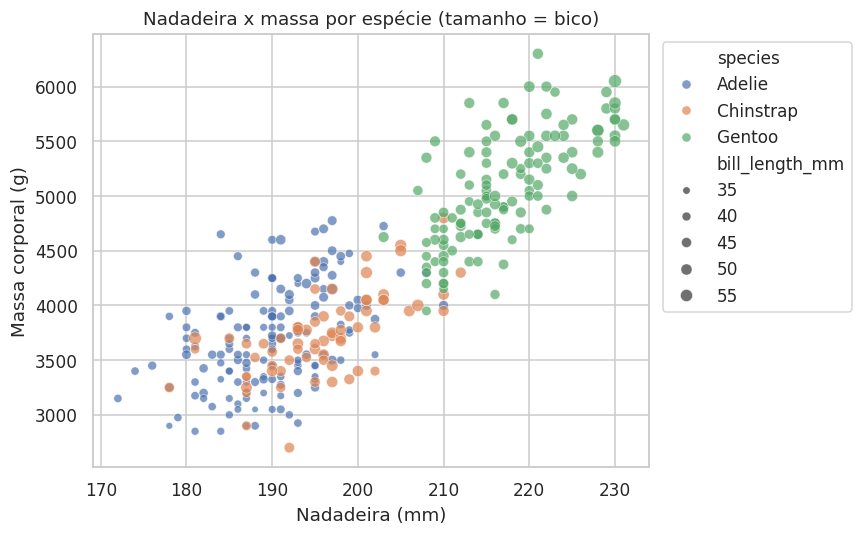 Nadadeira x massa por espécie (tamanho = bico)
6000
5500
5000
4500
4000
3500
3000
Massa corporal (g)
170
180
190
200
210
220
230
Nadadeira (mm)
species
Adelie
Chinstrap
Gentoo
bill_length_mm
35
40
45
50
55